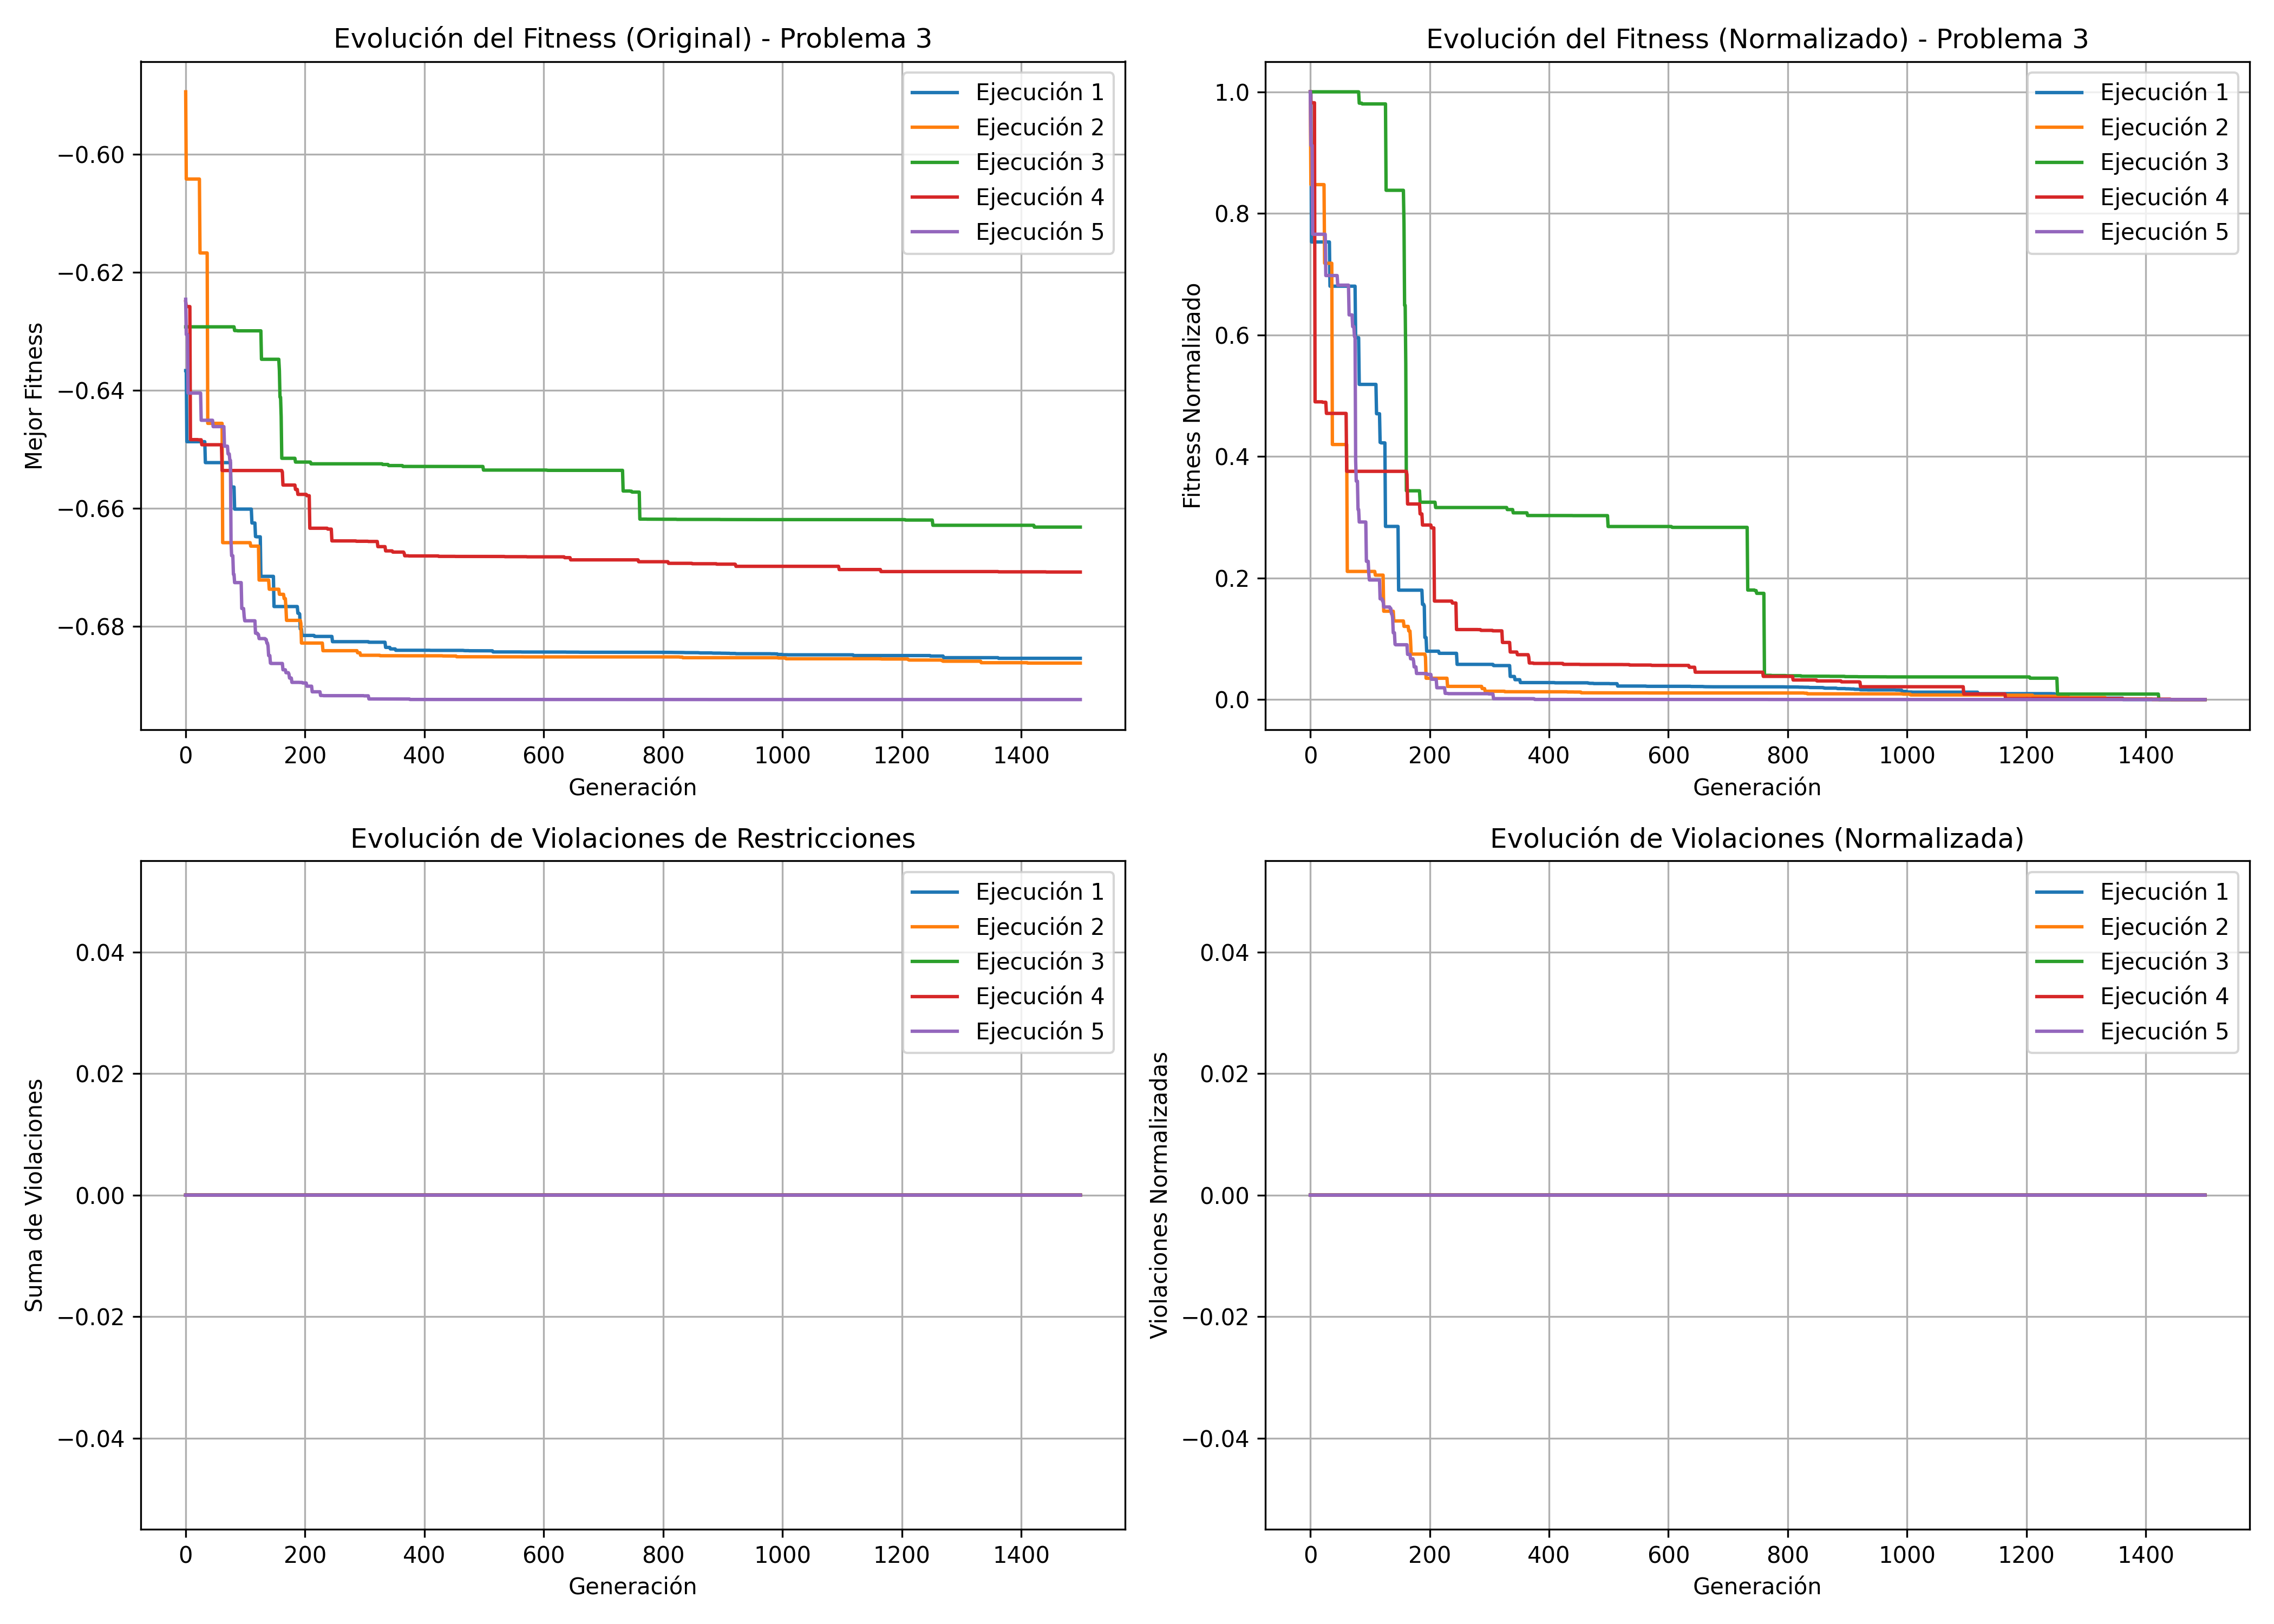 Evolución del Fitness (Original) - Problema 3
Mejor Fitness
−0.60
−0.62
−0.64
−0.66
−0.68
0 200 400 600 800 1000 1200 1400
Generación
Ejecución 1
Ejecución 2
Ejecución 3
Ejecución 4
Ejecución 5
Evolución del Fitness (Normalizado) - Problema 3
Fitness Normalizado
1.0
0.8
0.6
0.4
0.2
0.0
0 200 400 600 800 1000 1200 1400
Generación
Ejecución 1
Ejecución 2
Ejecución 3
Ejecución 4
Ejecución 5
Evolución de Violaciones de Restricciones
Suma de Violaciones
0.04
0.02
0.00
−0.02
−0.04
0 200 400 600 800 1000 1200 1400
Generación
Ejecución 1
Ejecución 2
Ejecución 3
Ejecución 4
Ejecución 5
Evolución de Violaciones (Normalizada)
Violaciones Normalizadas
0.04
0.02
0.00
−0.02
−0.04
0 200 400 600 800 1000 1200 1400
Generación
Ejecución 1
Ejecución 2
Ejecución 3
Ejecución 4
Ejecución 5